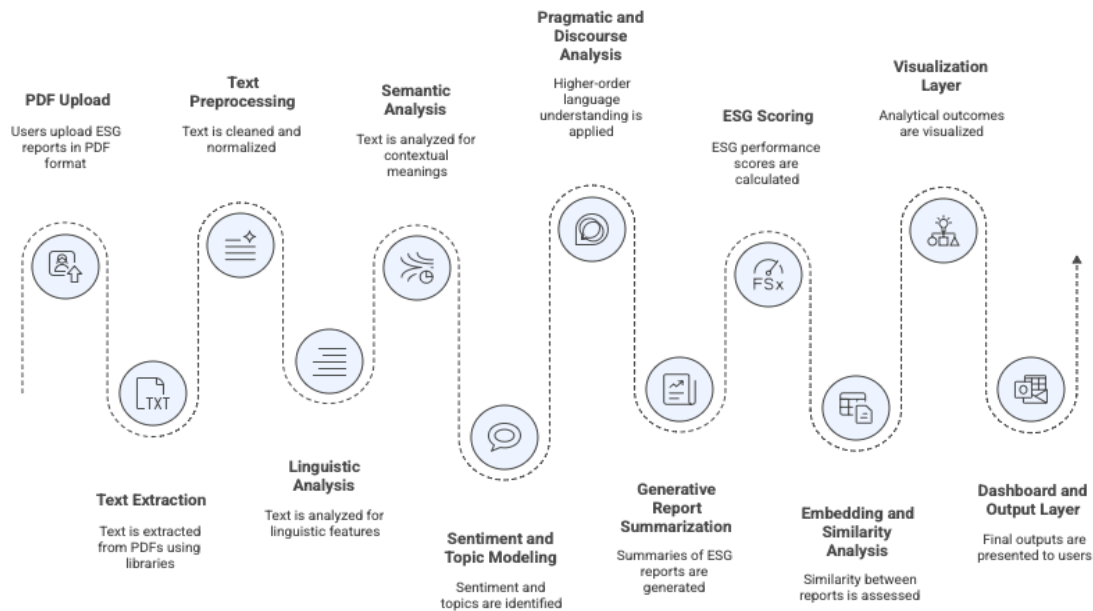 PDF Upload
Users upload ESG
reports in PDF
format
TXT
Text Extraction
Text is extracted
from PDFs using
libraries
Text
Preprocessing
Text is cleaned and
normalized
Linguistic
Analysis
Text is analyzed for
linguistic features
Semantic
Analysis
Text is analyzed for
contextual
meanings
Sentiment and
Topic Modeling
Sentiment and
topics are identified
Pragmatic and
Discourse
Analysis
Higher-order
language
understanding is
applied
Generative
Report
Summarization
Summaries of ESG
reports are
generated
ESG Scoring
ESG performance
scores are
calculated
FSx
Embedding and
Similarity
Analysis
Similarity between
reports is assessed
Visualization
Layer
Analytical outcomes
are visualized
Dashboard and
Output Layer
Final outputs are
presented to users